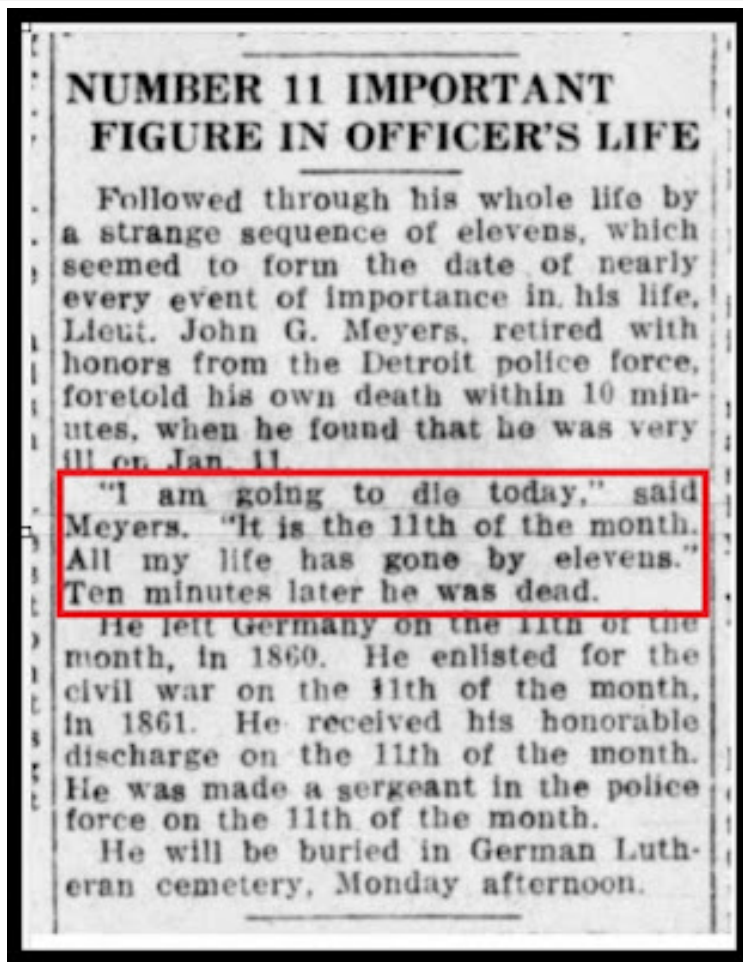 NUMBER 11 IMPORTANT
FIGURE IN OFFICER'S LIFE
Followed through his whole life by
a strange sequence of elevens, which
seemed to form the date of nearly
every event of importance in his life,
Lieut. John G. Meyers, retired with
honors from the Detroit police force,
foretold his own death within 10 min-
utes, when he found that he was very
ill on Jan. 11.
"I am going to die today," said
Meyers. "It is the 11th of the month.
All my life has gone by elevens."
Ten minutes later he was dead.
He left Germany on the 11th of the
month, in 1860. He enlisted for the
civil war on the 11th of the month,
in 1861. He received his honorable
discharge on the 11th of the month.
He was made a sergeant in the police
force on the 11th of the month.
He will be buried in German Luth-
eran cemetery, Monday afternoon.